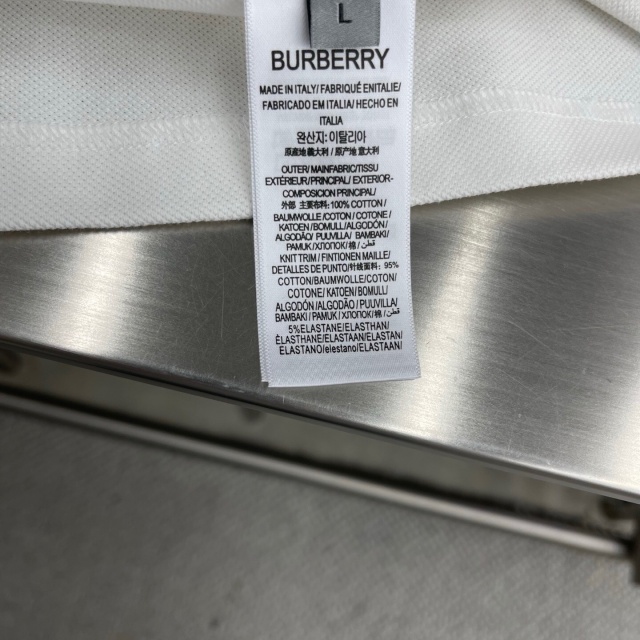 L
BURBERRY
MADE IN ITALY/ FABRIQUÉ ENITALIE/
FABRICADO EM ITALIA/ HECHO EN
ITALIA
완산지: 이탈리아
原産地 義大利 / 原产地 意大利
OUTER/ MAINFABRIC/TISSU
EXTÉRIEUR/PRINCIPAL/ EXTERIOR-
COMPOSICION PRINCIPAL/
外部 主要布料: 100% COTTON/
BAUMWOLLE/COTON / COTONE /
KATOEN/ BOMULL/ ALGODÓN/
ALGODÃO/ PUUVILLA/ BAMBAKI/
PAMUK/ХЛОПОК/棉/ قطن /
KNIT TRIM / FINTIONEN MAILLE/
DETALLES DE PUNTO/针线面料: 95%
COTTON/BAUMWOLLE/ COTON/
COTONE/ KATOEN/BOMULL/
ALGODÓN/ALGODÃO / PUUVILLA/
BAMBAKI / PAMUK / ХЛОПОК/棉/ قطن /
5%ELASTANE/ELASTHAN/
ÉLASTHANE/ELASTAAN/ELASTAN/
ELASTANO/elestano/ELASTAAN/